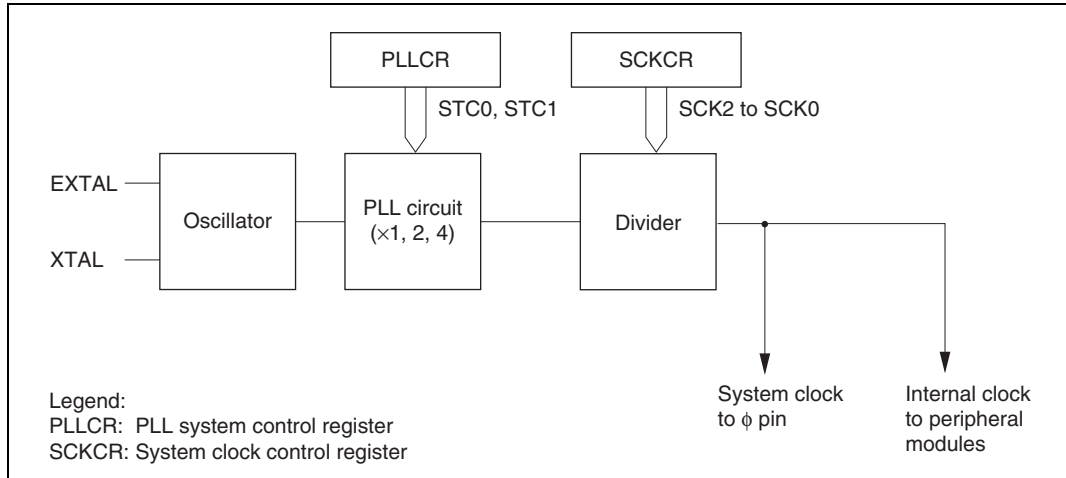 PLLCR
SCKCR
STC0, STC1
SCK2 to SCK0
EXTAL
XTAL
Oscillator
PLL circuit
(×1, 2, 4)
Divider
System clock
to ϕ pin
Internal clock
to peripheral
modules
Legend:
PLLCR: PLL system control register
SCKCR: System clock control register